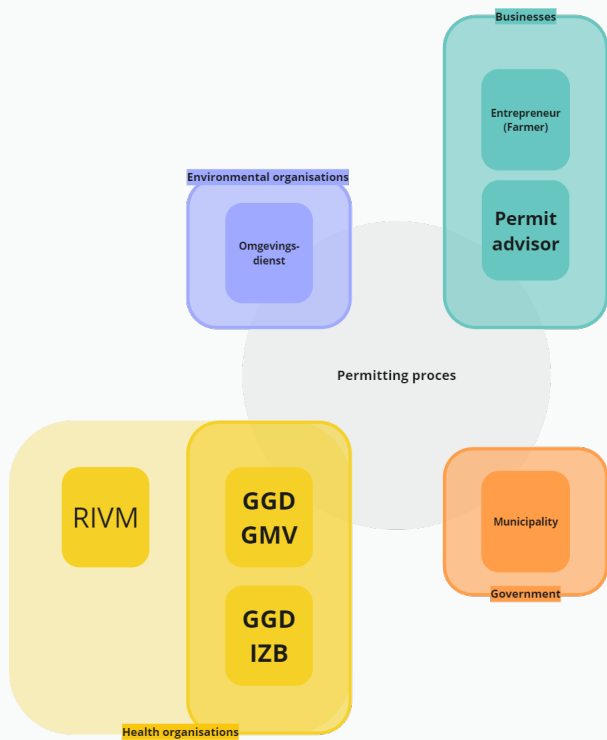 Businesses
Entrepreneur
(Farmer)
Permit
advisor
Environmental organisations
Omgevings-
dienst
Permitting proces
RIVM
GGD
GMV
GGD
IZB
Health organisations
Municipality
Government